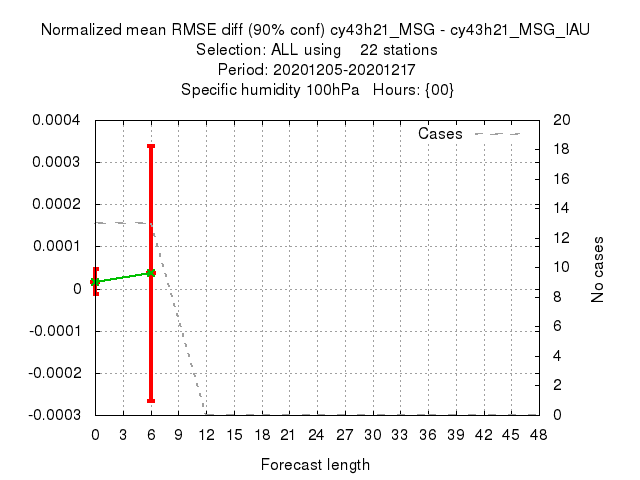 Normalized mean RMSE diff (90% conf) cy43h21_MSG - cy43h21_MSG_IAU
Selection: ALL using 22 stations
Period: 20201205-20201217
Specific humidity 100hPa Hours: {00}
Cases
0.0004
0.0003
0.0002
0.0001
0
-0.0001
-0.0002
-0.0003
20
18
16
14
12
10
8
6
4
2
0
No cases
0 3 6 9 12 15 18 21 24 27 30 33 36 39 42 45 48
Forecast length